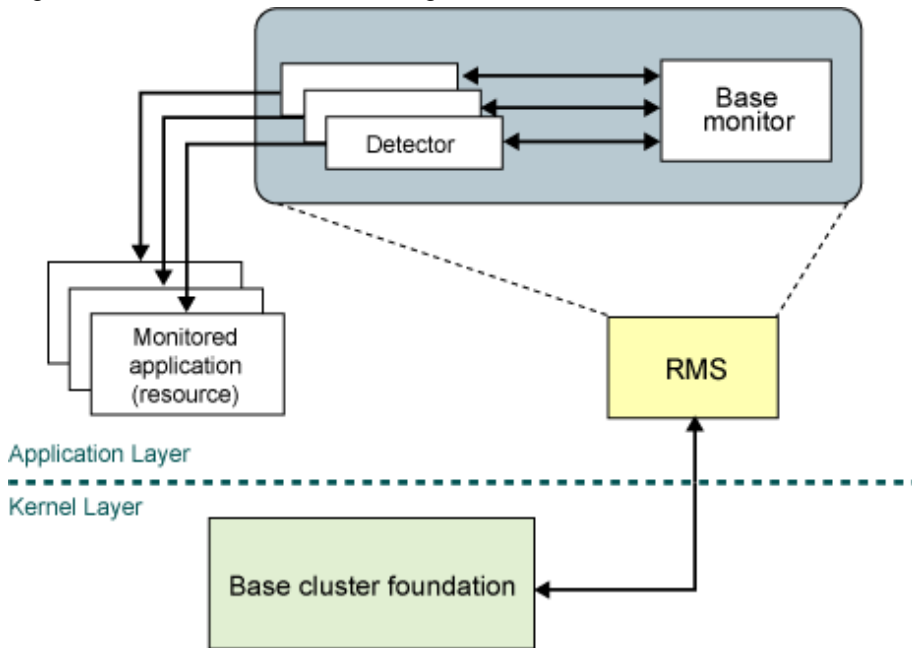 Base
monitor
Detector
Monitored
application
(resource)
RMS
Application Layer
Kernel Layer
Base cluster foundation